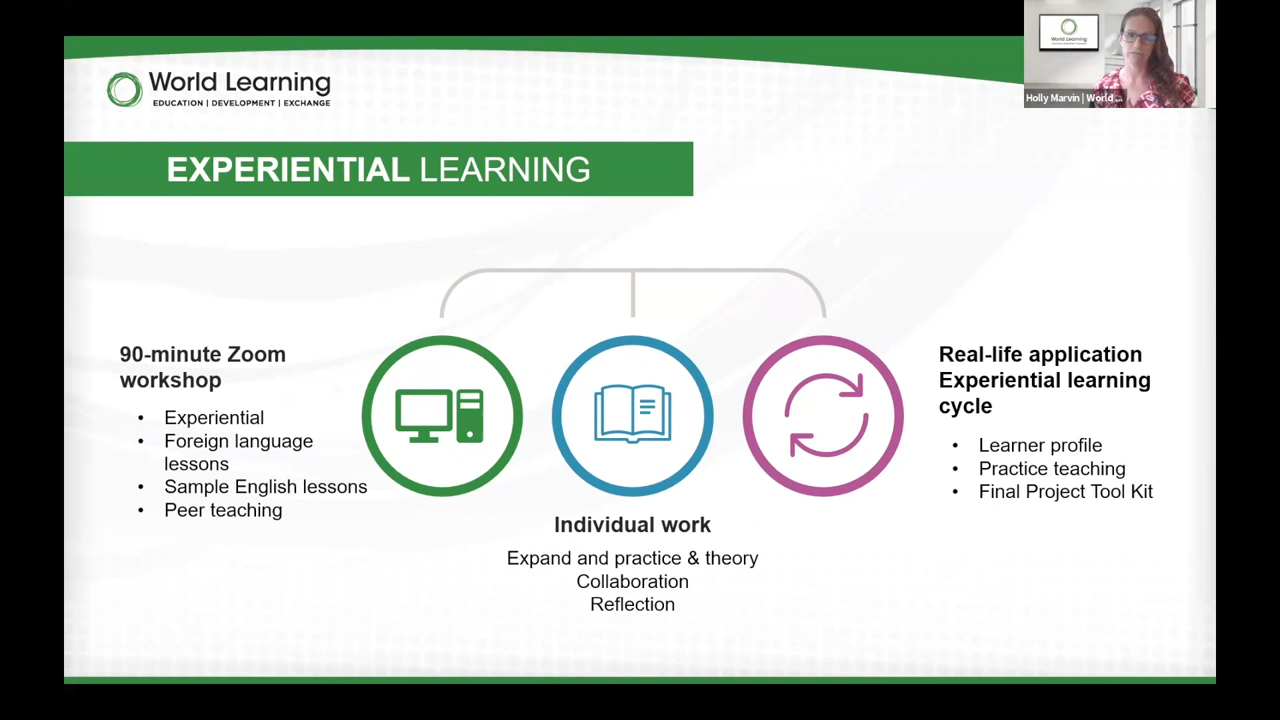 World Learning
EDUCATION | DEVELOPMENT | EXCHANGE
World Learning
Holly Marvin | World ...
EXPERIENTIAL LEARNING
90-minute Zoom
workshop
• Experiential
• Foreign language
lessons
• Sample English lessons
• Peer teaching
Individual work
Expand and practice & theory
Collaboration
Reflection
Real-life application
Experiential learning
cycle
• Learner profile
• Practice teaching
• Final Project Tool Kit